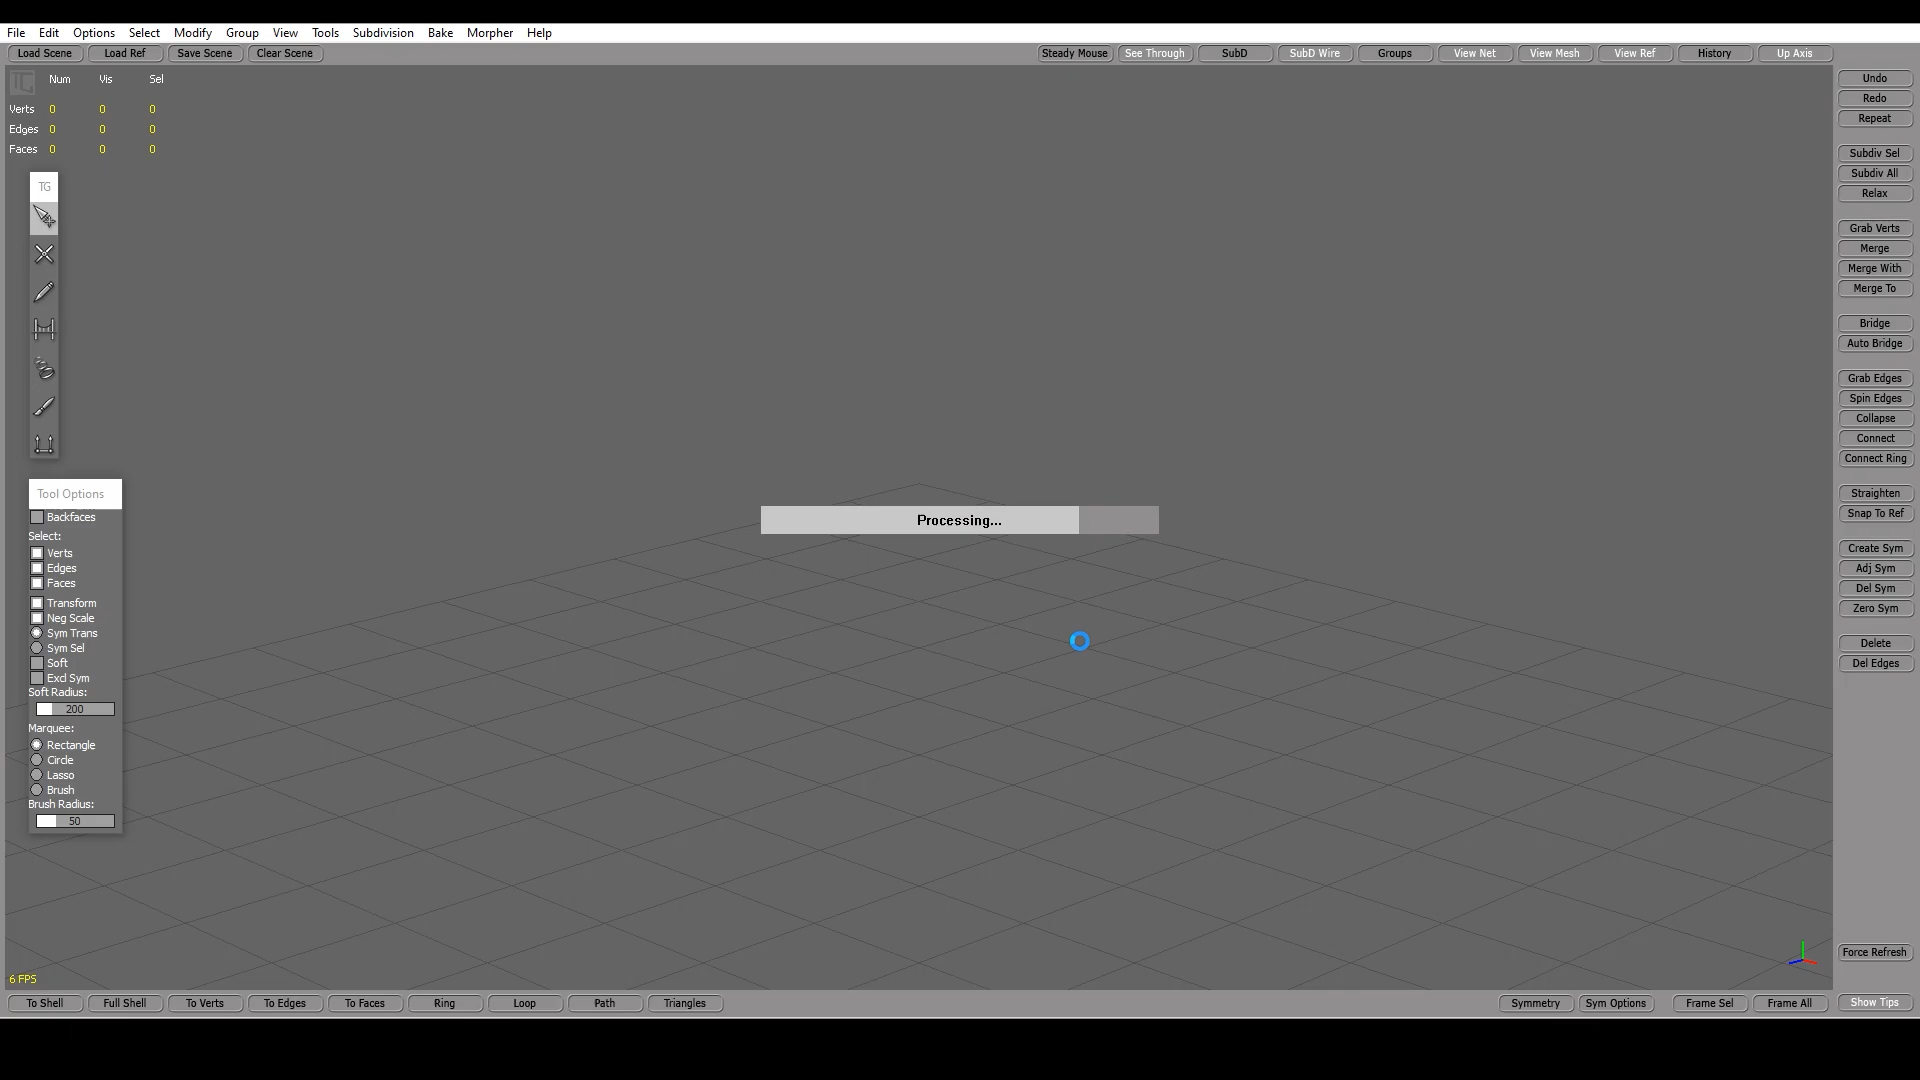 File Edit Options Select Modify Group View Tools Subdivision Bake Morpher Help
Load Scene Load Ref Save Scene Clear Scene Steady Mouse See Through SubD SubD Wire Groups View Net View Mesh View Ref History Up Axis
Num Vis Sel
Verts 0 0 0
Edges 0 0 0
Faces 0 0 0
TG
Tool Options
Backfaces
Select:
Verts
Edges
Faces
Transform
Neg Scale
Sym Trans
Sym Sel
Soft
Excl Sym
Soft Radius:
200
Marquee:
Rectangle
Circle
Lasso
Brush
Brush Radius:
50
Processing...
Undo
Redo
Repeat
Subdiv Sel
Subdiv All
Relax
Grab Verts
Merge
Merge With
Merge To
Bridge
Auto Bridge
Grab Edges
Spin Edges
Collapse
Connect
Connect Ring
Straighten
Snap To Ref
Create Sym
Adj Sym
Del Sym
Zero Sym
Delete
Del Edges
Force Refresh
6 FPS
To Shell Full Shell To Verts To Edges To Faces Ring Loop Path Triangles Symmetry Sym Options Frame Sel Frame All Show Tips